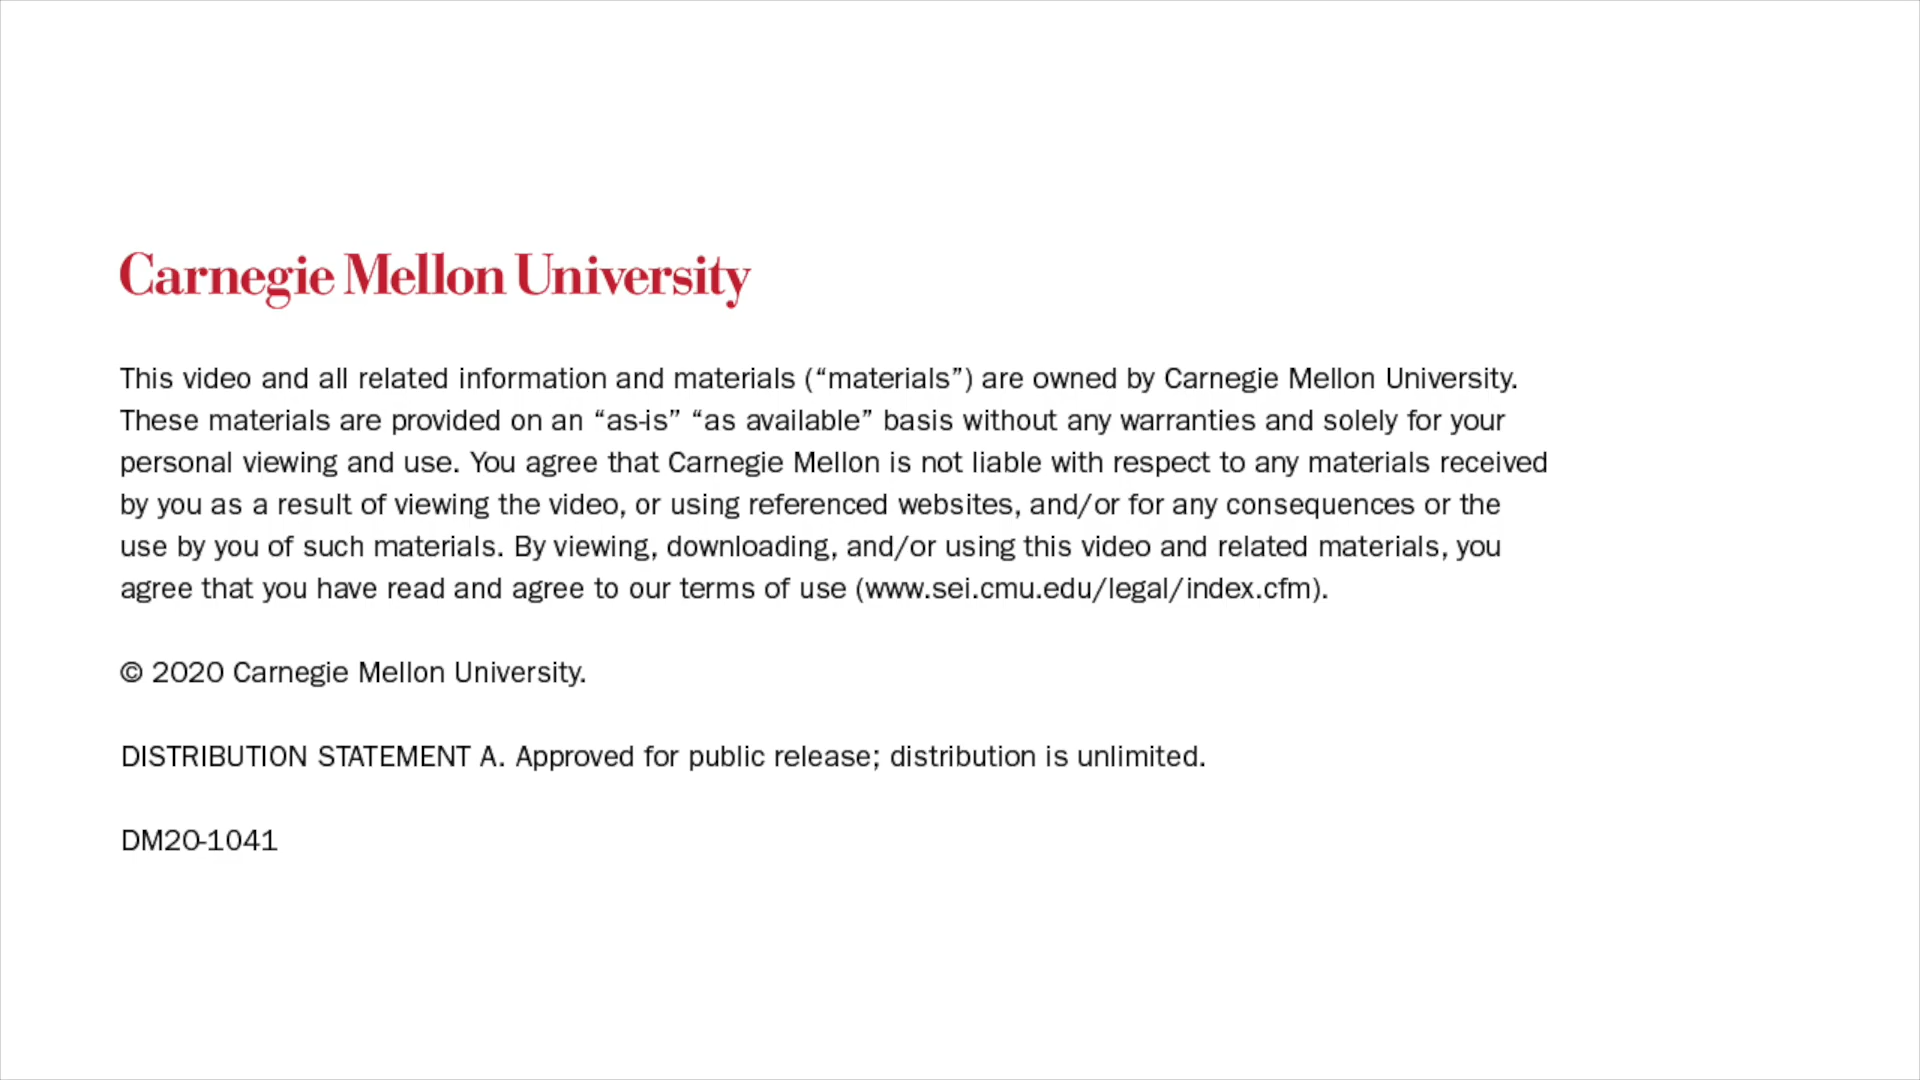 Carnegie Mellon University
This video and all related information and materials (“materials”) are owned by Carnegie Mellon University.
These materials are provided on an “as-is” “as available” basis without any warranties and solely for your
personal viewing and use. You agree that Carnegie Mellon is not liable with respect to any materials received
by you as a result of viewing the video, or using referenced websites, and/or for any consequences or the
use by you of such materials. By viewing, downloading, and/or using this video and related materials, you
agree that you have read and agree to our terms of use (www.sei.cmu.edu/legal/index.cfm).
© 2020 Carnegie Mellon University.
DISTRIBUTION STATEMENT A. Approved for public release; distribution is unlimited.
DM20-1041